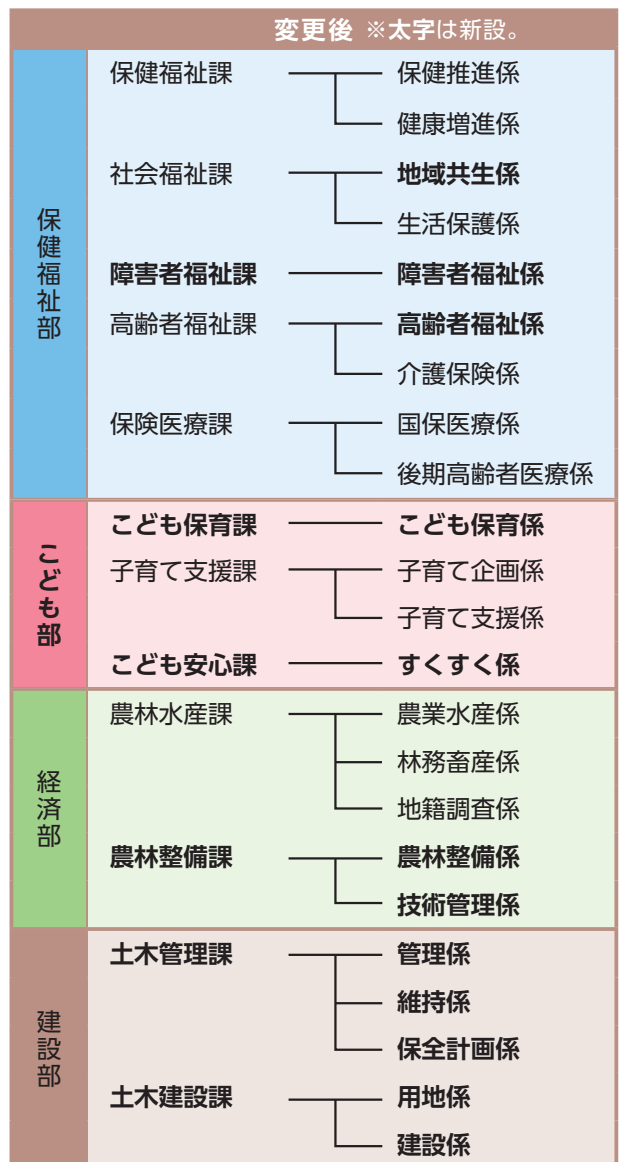 変更後 ※太字は新設。
保健福祉部
保健福祉課 保健推進係
健康増進係
社会福祉課 地域共生係
生活保護係
障害者福祉課 障害者福祉係
高齢者福祉課 高齢者福祉係
介護保険係
保険医療課 国保医療係
後期高齢者医療係
こども部
こども保育課 こども保育係
子育て支援課 子育て企画係
子育て支援係
こども安心課 すくすく係
経済部
農林水産課 農業水産係
林務畜産係
地籍調査係
農林整備課 農林整備係
技術管理係
建設部
土木管理課 管理係
維持係
保全計画係
土木建設課 用地係
建設係